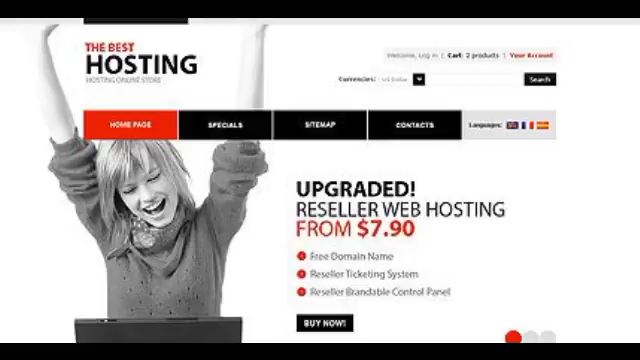 THE BEST
HOSTING
HOSTING ONLINE STORE
Welcome, Log in | Cart: 2 products | Your Account
Currencies: US Dollar
Search
HOME PAGE
SPECIALS
SITEMAP
CONTACTS
Languages:
UPGRADED!
RESELLER WEB HOSTING
FROM $7.90
Free Domain Name
Reseller Ticketing System
Reseller Brandable Control Panel
BUY NOW!